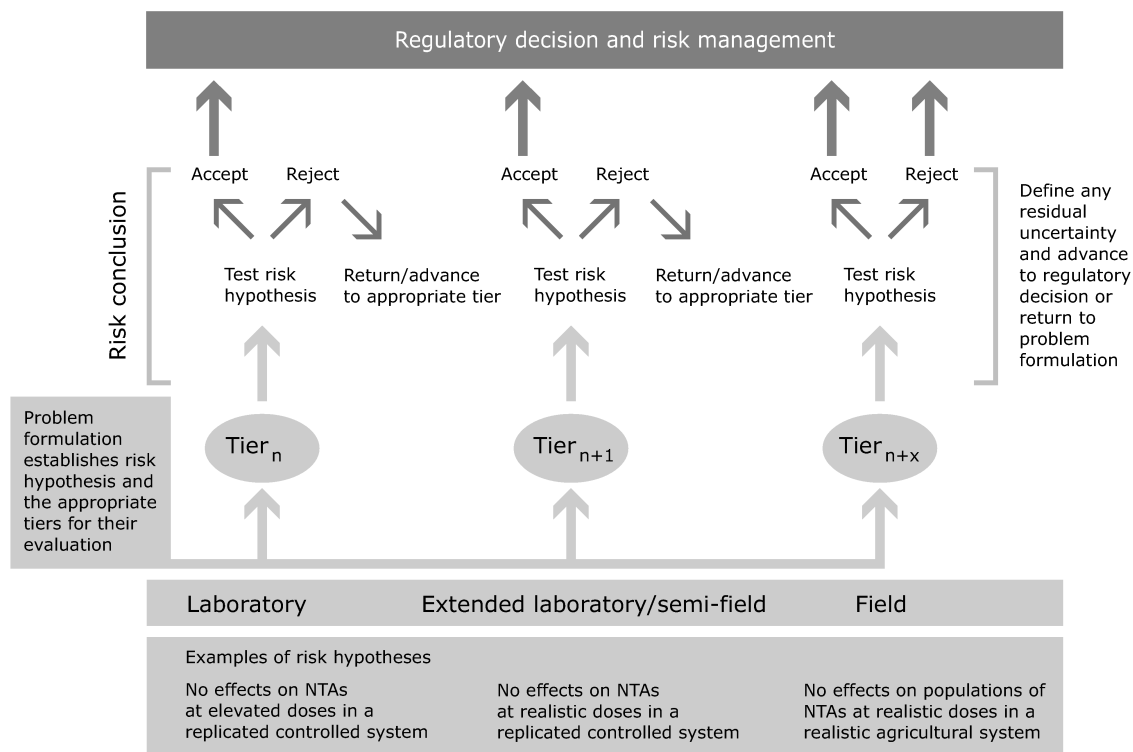 Regulatory decision and risk management
Accept
Reject
Accept
Reject
Accept
Reject
Risk conclusion
Test risk
hypothesis
Return/advance
to appropriate tier
Test risk
hypothesis
Return/advance
to appropriate tier
Test risk
hypothesis
Define any
residual
uncertainty
and advance
to regulatory
decision or
return to
problem
formulation
Problem
formulation
establishes risk
hypothesis and
the appropriate
tiers for their
evaluation
Tier n
Tier n+1
Tier n+x
Laboratory
Extended laboratory/semi-field
Field
Examples of risk hypotheses
No effects on NTAs
at elevated doses in a
replicated controlled system
No effects on NTAs
at realistic doses in a
replicated controlled system
No effects on populations of
NTAs at realistic doses in a
realistic agricultural system